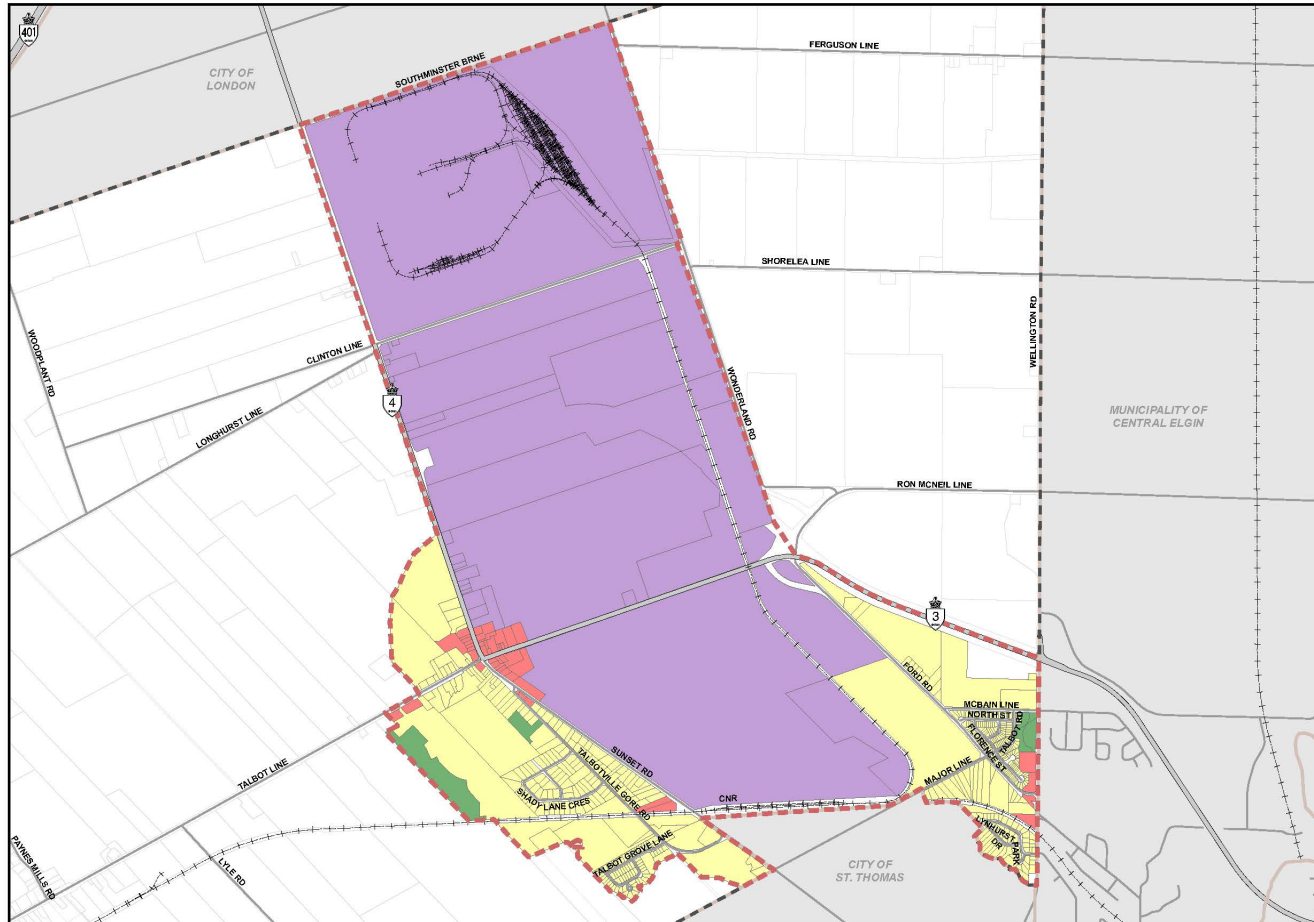 401
CITY OF
LONDON
SOUTHMINSTER BRNE
FERGUSON LINE
SHORELEA LINE
WELLINGTON RD
WOODPLANT RD
CLINTON LINE
LONGHURST LINE
4
WONDERLAND RD
MUNICIPALITY OF
CENTRAL ELGIN
RON MCNEIL LINE
3
FORD RD
MCBAIN LINE
NORTH ST
TALBOT RD
FLORENCE ST
MAJOR LINE
SUNSET RD
TALBOTVILLE GORE RD
SHADY LANE CRES
CNR
TALBOT LINE
TALBOT GROVE LANE
LYNHURST PARK
DR
CITY OF
ST. THOMAS
PAYNES MILLS RD
LYLE RD